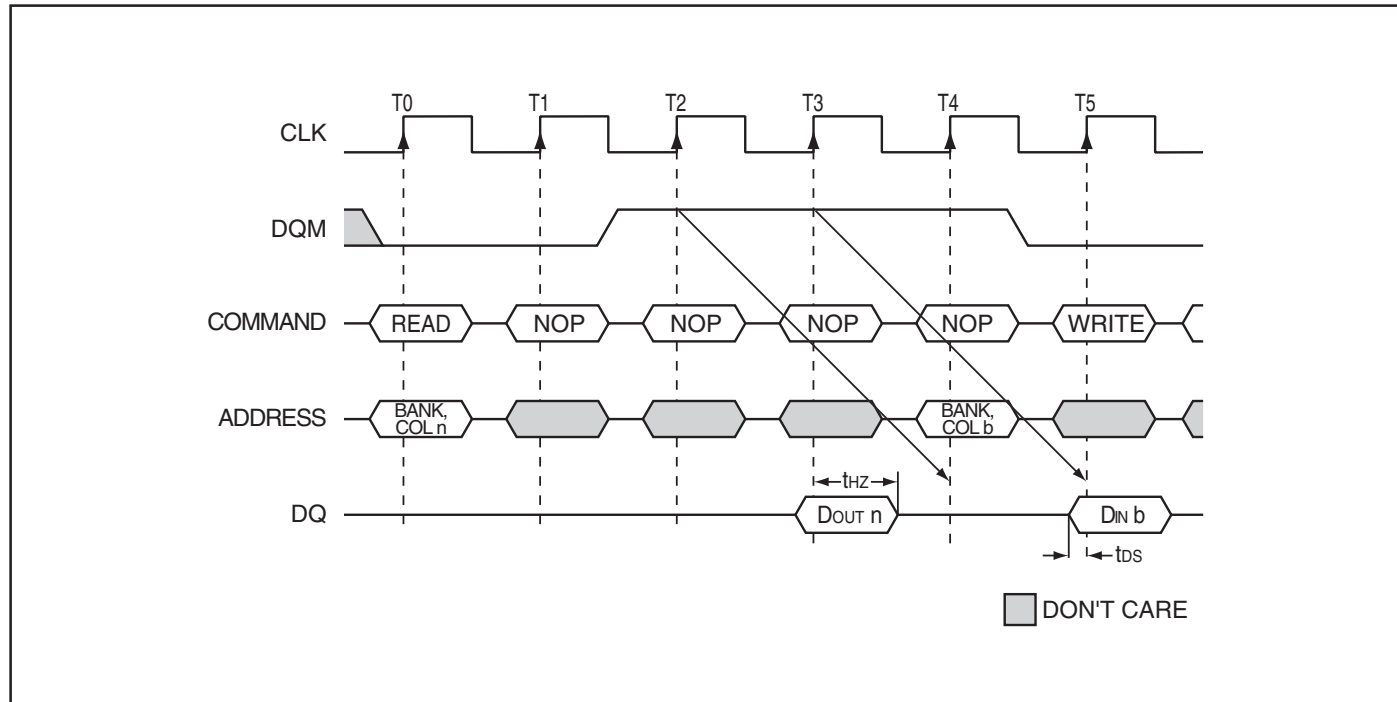 T0 T1 T2 T3 T4 T5
CLK
DQM
COMMAND READ NOP NOP NOP NOP WRITE
ADDRESS BANK, COL n BANK, COL b
tHZ
DQ DOUT n DIN b
tDS
DON'T CARE